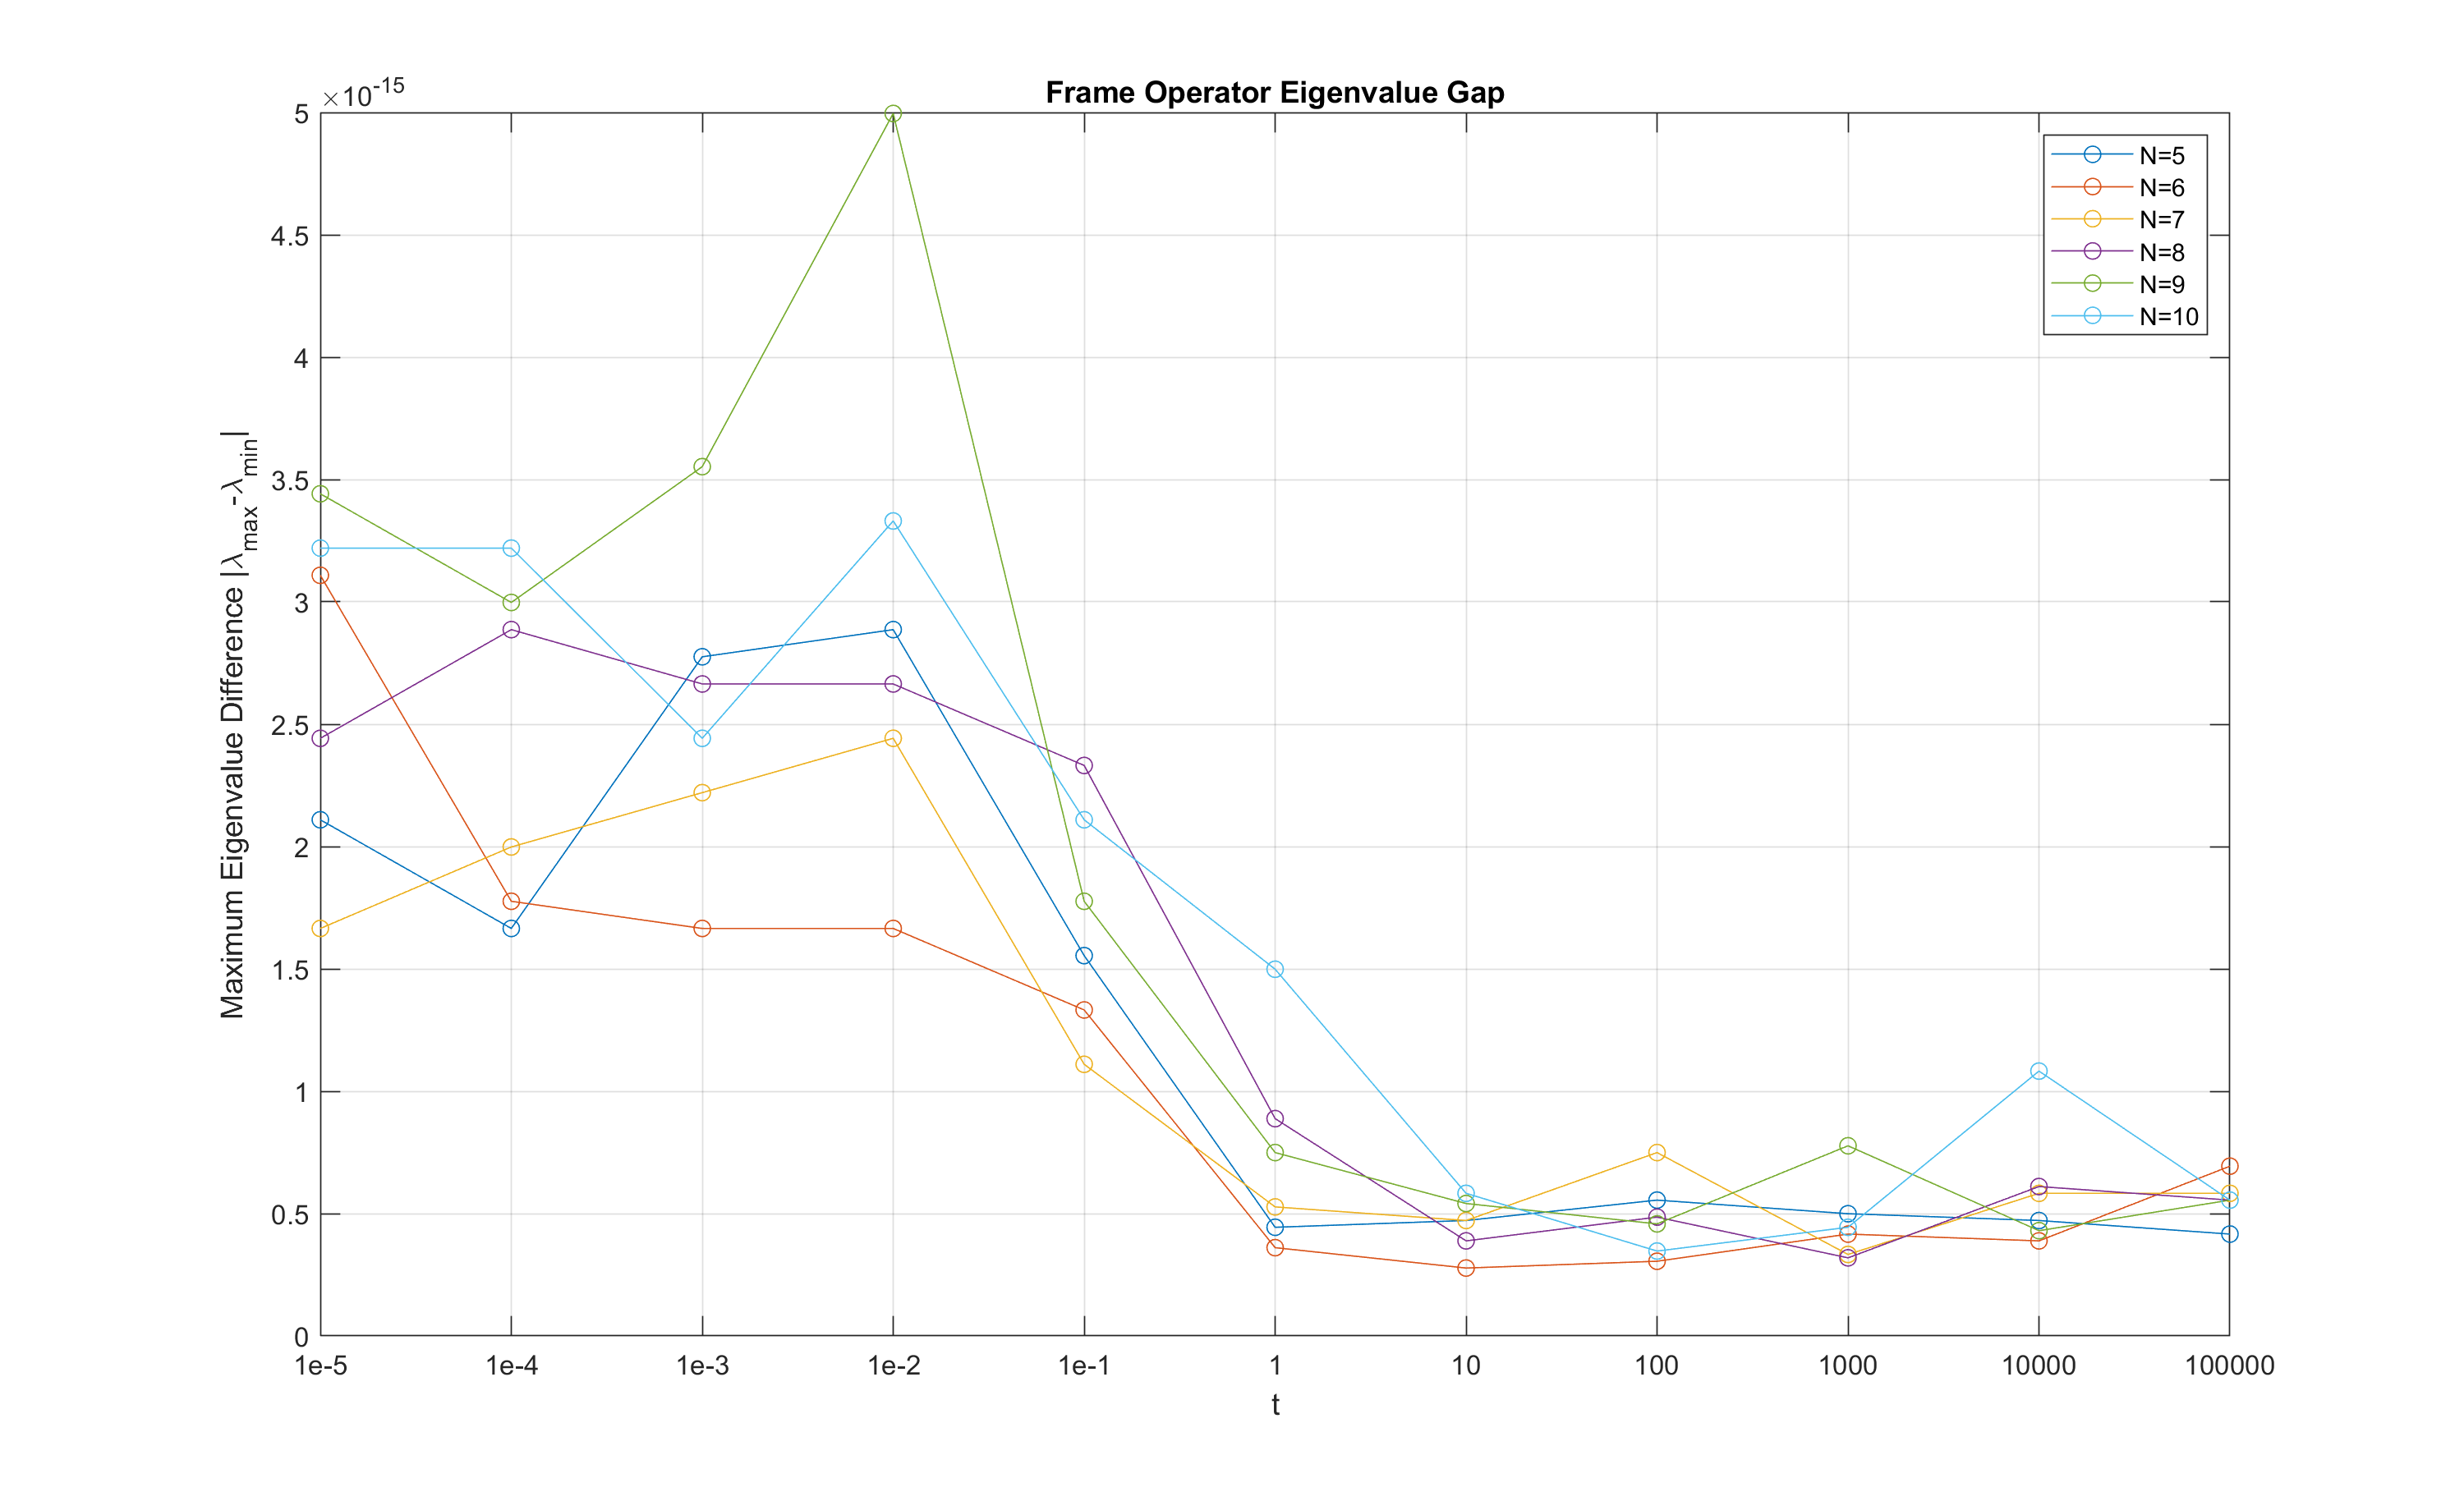 Frame Operator Eigenvalue Gap
×10-15
5
4.5
4
3.5
3
2.5
2
1.5
1
0.5
0
Maximum Eigenvalue Difference |λmax-λmin|
1e-5 1e-4 1e-3 1e-2 1e-1 1 10 100 1000 10000 100000
t
N=5
N=6
N=7
N=8
N=9
N=10